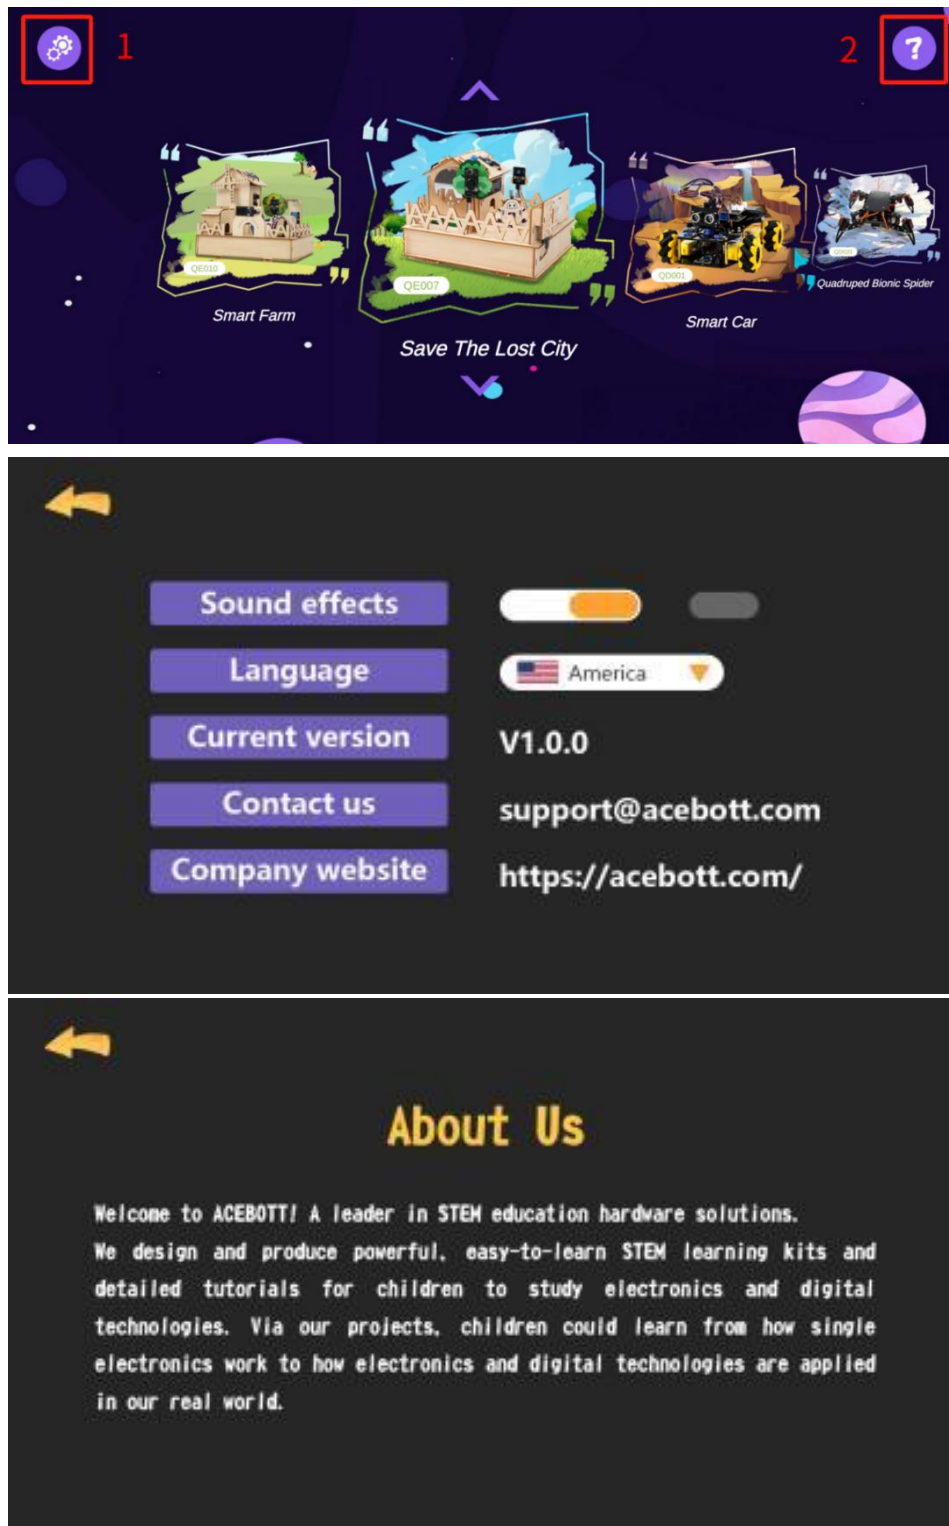 1
2
?
QE010
QE007
QD001
Quadruped Bionic Spider
Smart Farm
Smart Car
Save The Lost City
Sound effects
Language
America
Current version
V1.0.0
Contact us
support@acebott.com
Company website
https://acebott.com/
About Us
Welcome to ACEBOTT! A leader in STEM education hardware solutions.
We design and produce powerful, easy-to-learn STEM learning kits and
detailed tutorials for children to study electronics and digital
technologies. Via our projects, children could learn from how single
electronics work to how electronics and digital technologies are applied
in our real world.